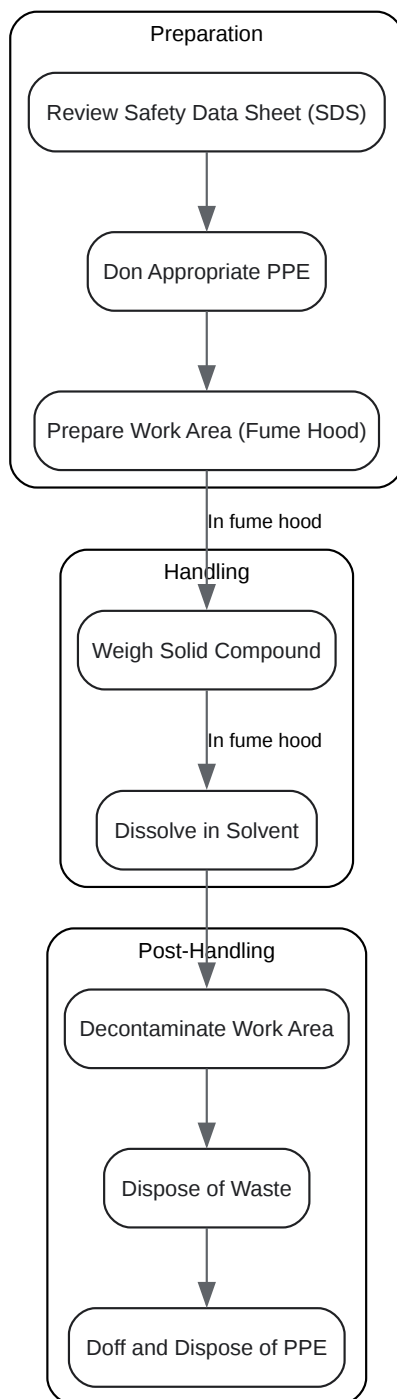 Preparation
Review Safety Data Sheet (SDS)
Don Appropriate PPE
Prepare Work Area (Fume Hood)
In fume hood
Handling
Weigh Solid Compound
In fume hood
Dissolve in Solvent
Post-Handling
Decontaminate Work Area
Dispose of Waste
Doff and Dispose of PPE